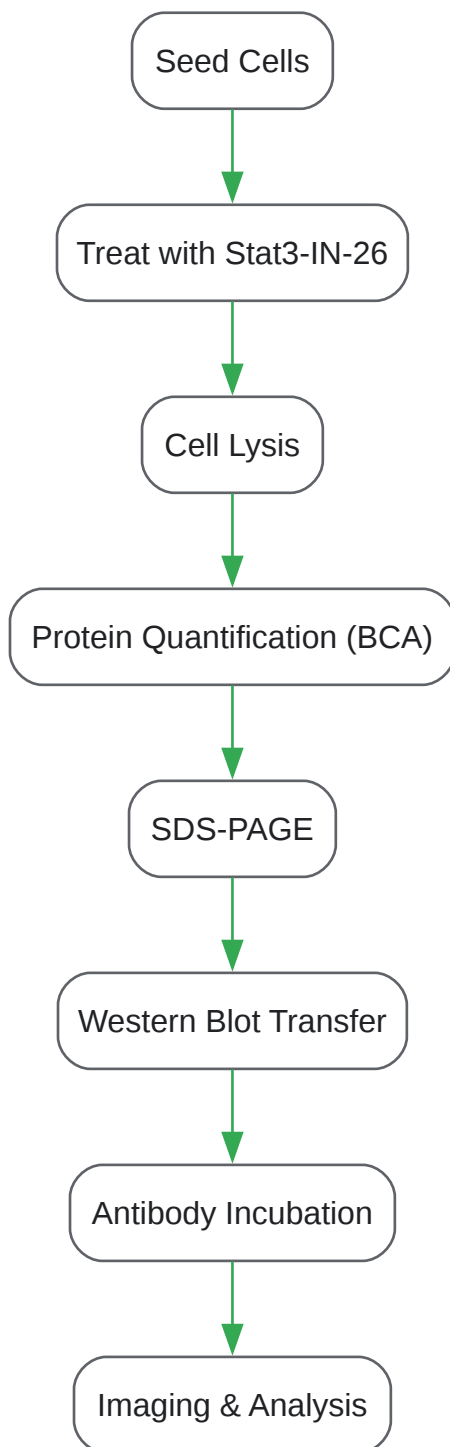 Seed Cells
Treat with Stat3-IN-26
Cell Lysis
Protein Quantification (BCA)
SDS-PAGE
Western Blot Transfer
Antibody Incubation
Imaging & Analysis